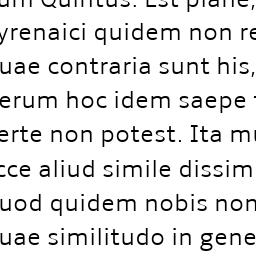 um Quintus. Est plane,
yrenaici quidem non re
uae contraria sunt his,
erum hoc idem saepe
erte non potest. Ita mu
cce aliud simile dissim
uod quidem nobis non
uae similitudo in gene